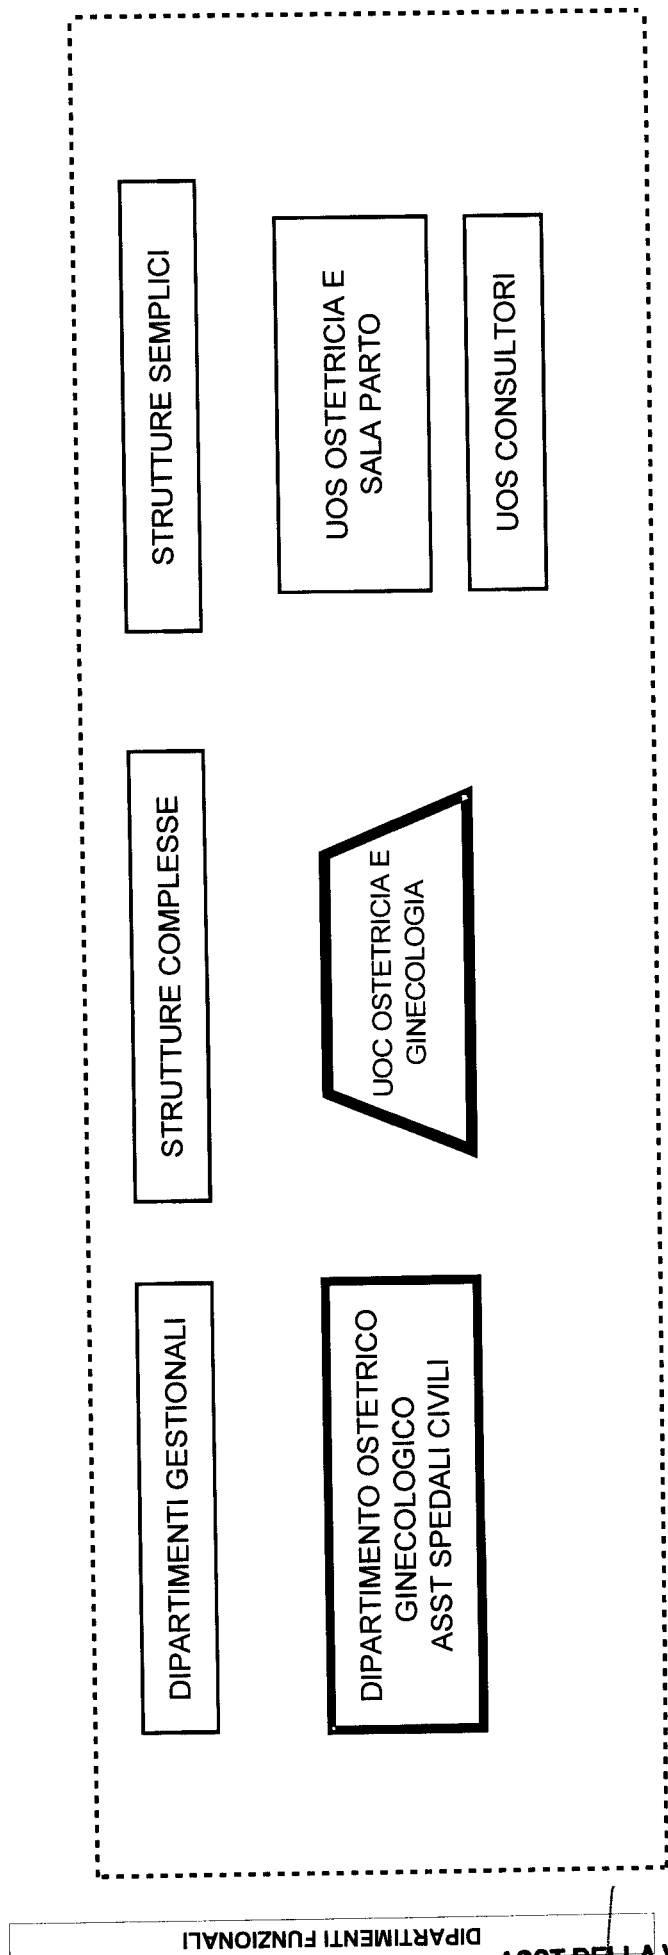 DIPARTIMENTI FUNZIONALI
DIPARTIMENTI GESTIONALI
STRUTTURE COMPLESSE
STRUTTURE SEMPLICI
DIPARTIMENTO OSTETRICO
GINECOLOGICO
ASST SPEDALI CIVILI
UOC OSTETRICIA E
GINECOLOGIA
UOS OSTETRICIA E
SALA PARTO
UOS CONSULTORI